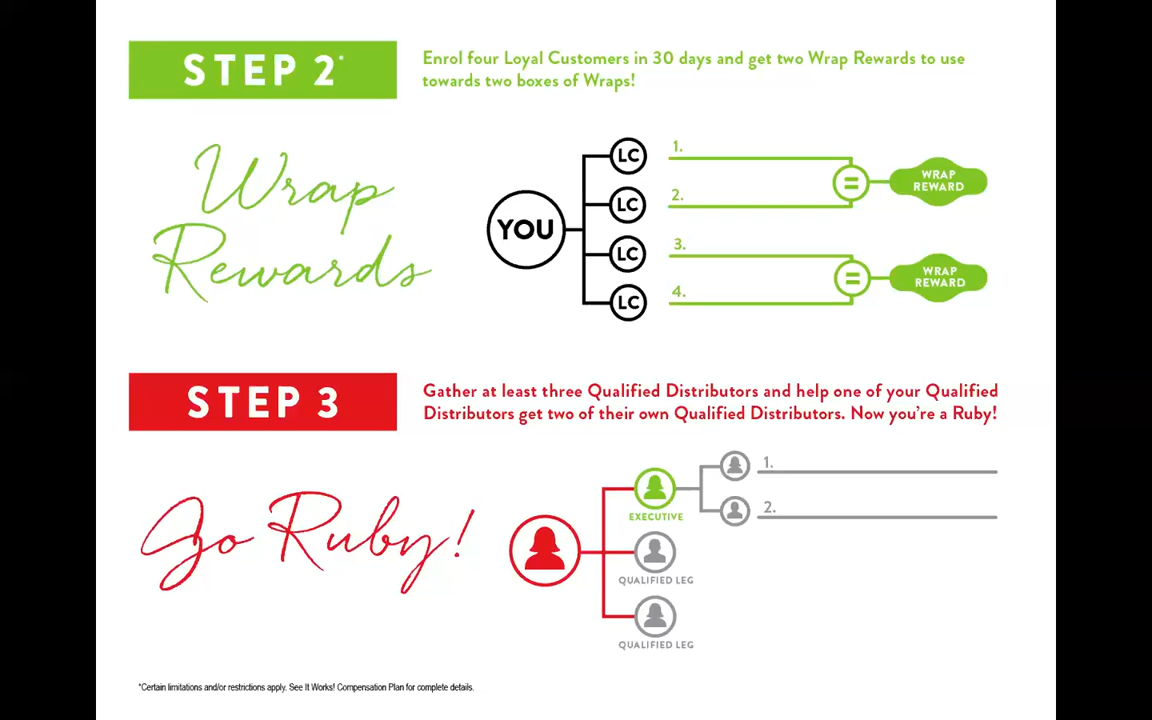 STEP 2*
Enrol four Loyal Customers in 30 days and get two Wrap Rewards to use
towards two boxes of Wraps!
Wrap
Rewards
YOU
LC
LC
LC
LC
1.
2.
3.
4.
=
=
WRAP
REWARD
WRAP
REWARD
STEP 3
Gather at least three Qualified Distributors and help one of your Qualified
Distributors get two of their own Qualified Distributors. Now you're a Ruby!
Go Ruby!
EXECUTIVE
1.
2.
QUALIFIED LEG
QUALIFIED LEG
*Certain limitations and/or restrictions apply. See It Works! Compensation Plan for complete details.